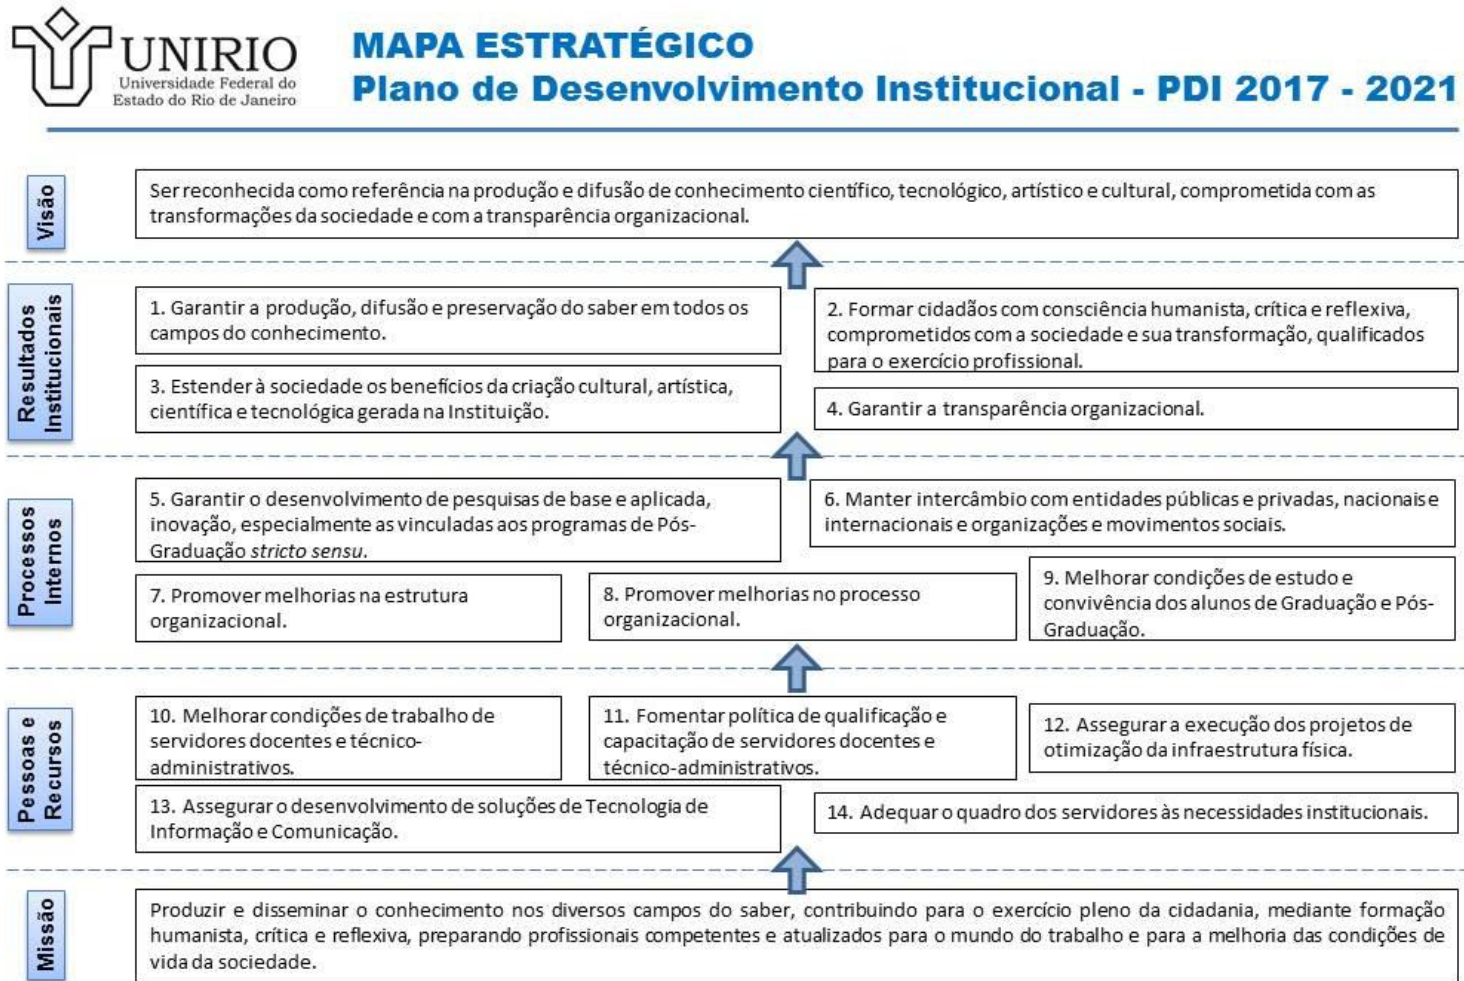 UNIRIO
Universidade Federal do
Estado do Rio de Janeiro
MAPA ESTRATÉGICO
Plano de Desenvolvimento Institucional - PDI 2017 - 2021
Visão
Ser reconhecida como referência na produção e difusão de conhecimento científico, tecnológico, artístico e cultural, comprometida com as
transformações da sociedade e com a transparência organizacional.
Resultados
Institucionais
1. Garantir a produção, difusão e preservação do saber em todos os
campos do conhecimento.
2. Formar cidadãos com consciência humanista, crítica e reflexiva,
comprometidos com a sociedade e sua transformação, qualificados
para o exercício profissional.
3. Estender à sociedade os benefícios da criação cultural, artística,
científica e tecnológica gerada na Instituição.
4. Garantir a transparência organizacional.
Processos
Internos
5. Garantir o desenvolvimento de pesquisas de base e aplicada,
inovação, especialmente as vinculadas aos programas de Pós-
Graduação stricto sensu.
6. Manter intercâmbio com entidades públicas e privadas, nacionais e
internacionais e organizações e movimentos sociais.
7. Promover melhorias na estrutura
organizacional.
8. Promover melhorias no processo
organizacional.
9. Melhorar condições de estudo e
convivência dos alunos de Graduação e Pós-
Graduação.
Pessoas e
Recursos
10. Melhorar condições de trabalho de
servidores docentes e técnico-
administrativos.
11. Fomentar política de qualificação e
capacitação de servidores docentes e
técnico-administrativos.
12. Assegurar a execução dos projetos de
otimização da infraestrutura física.
13. Assegurar o desenvolvimento de soluções de Tecnologia de
Informação e Comunicação.
14. Adequar o quadro dos servidores às necessidades institucionais.
Missão
Produzir e disseminar o conhecimento nos diversos campos do saber, contribuindo para o exercício pleno da cidadania, mediante formação
humanista, crítica e reflexiva, preparando profissionais competentes e atualizados para o mundo do trabalho e para a melhoria das condições de
vida da sociedade.